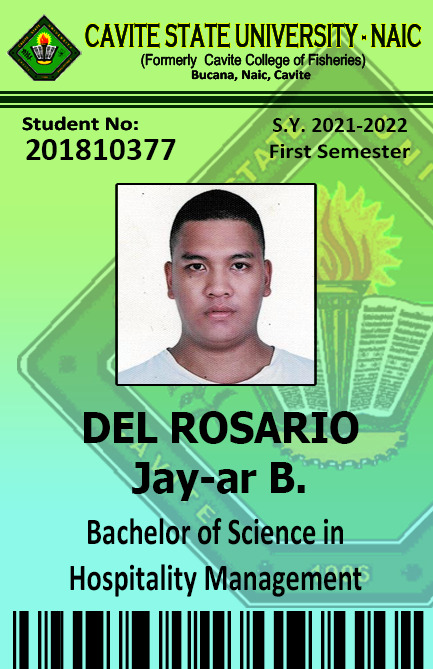 CAVITE STATE UNIVERSITY - NAIC
(Formerly Cavite College of Fisheries)
Bucana, Naic, Cavite
Student No:
201810377
S.Y. 2021-2022
First Semester
DEL ROSARIO
Jay-ar B.
Bachelor of Science in
Hospitality Management